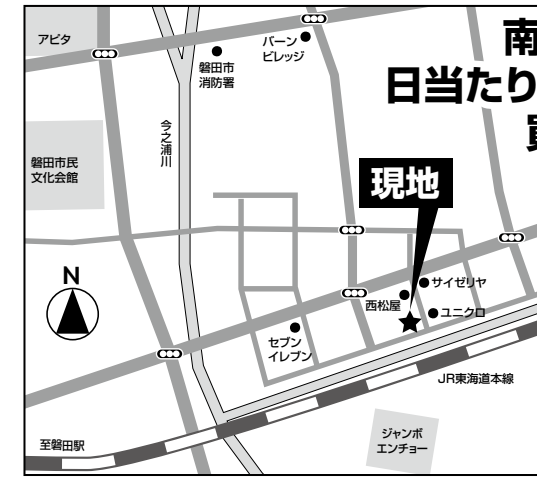 南
日当たり
買
アピタ
バーン
ビレッジ
磐田市
消防署
今之浦川
磐田市民
文化会館
現地
N
サイゼリヤ
西松屋
ユニクロ
セブン
イレブン
JR東海道本線
至磐田駅
ジャンボ
エンチョー